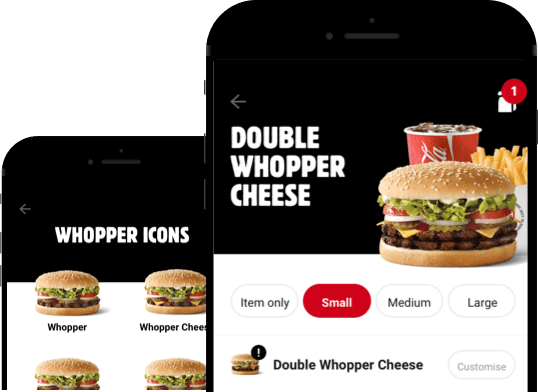 1
DOUBLE
WHOPPER
CHEESE
Item only
Small
Medium
Large
!
Double Whopper Cheese
Customise
WHOPPER ICONS
Whopper
Whopper Chees